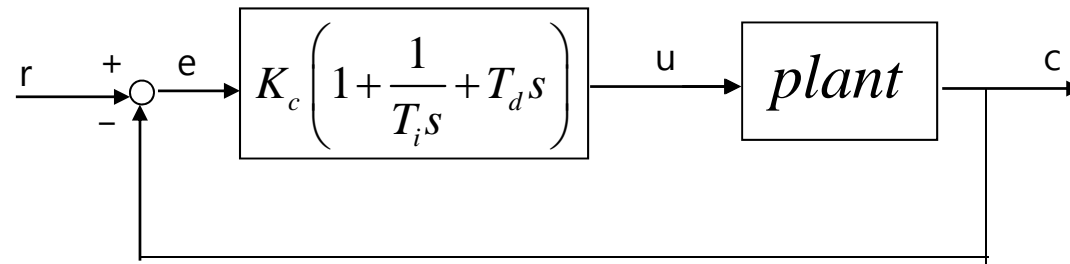 r + e − K_c(1 + 1/(T_i s) + T_d s) u plant c